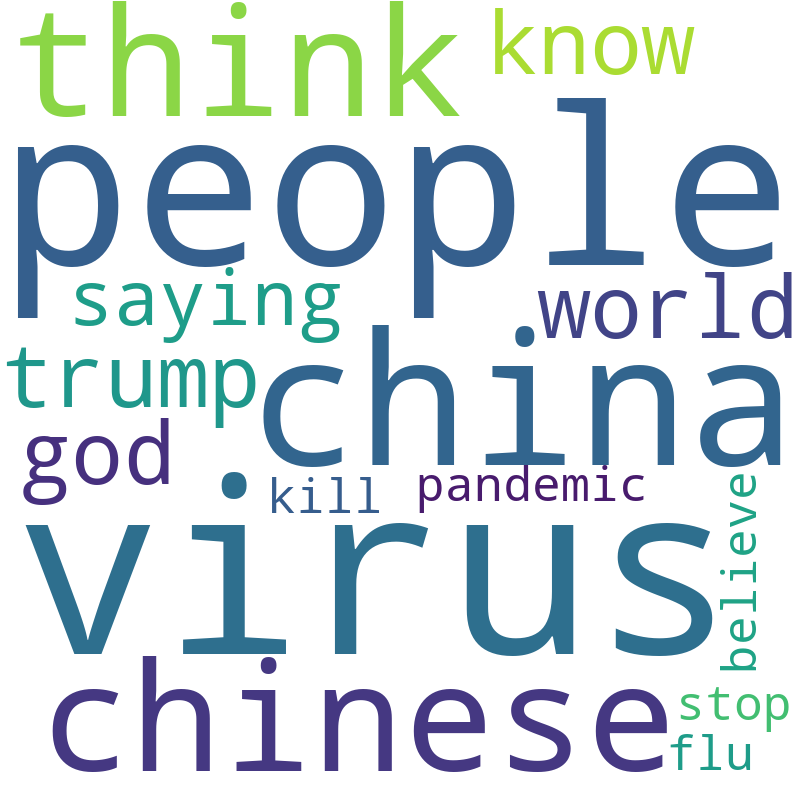 think
know
people
saying
world
trump
china
god
kill
pandemic
virus
believe
chinese
stop
flu